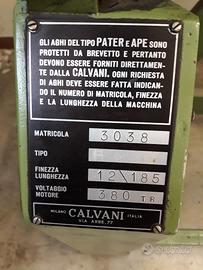 GLI AGHI DEL TIPO PATER E APE SONO
PROTETTI DA BREVETTO E PERTANTO
DEVONO ESSERE FORNITI DIRETTAMEN-
TE DALLA CALVANI. OGNI RICHIESTA
DI AGHI DEVE ESSERE FATTA INDICAN-
DO IL NUMERO DI MATRICOLA, FINEZZA
E LA LUNGHEZZA DELLA MACCHINA
MATRICOLA 3038
TIPO
FINEZZA
LUNGHEZZA 12/185
VOLTAGGIO
MOTORE 380 TR
CALVANI
MILANO ITALIA
subito